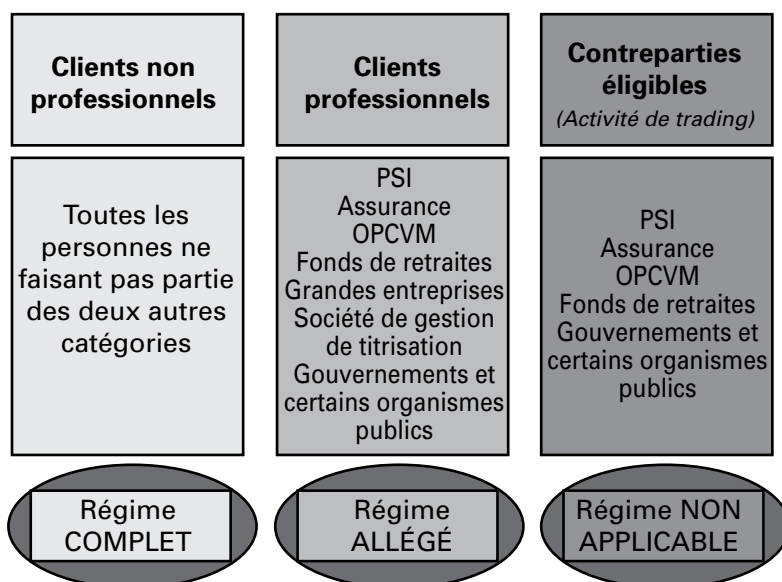 Clients non
professionnels
Toutes les
personnes ne
faisant pas partie
des deux autres
catégories
Régime
COMPLET
Clients
professionnels
PSI
Assurance
OPCVM
Fonds de retraites
Grandes entreprises
Société de gestion
de titrisation
Gouvernements et
certains organismes
publics
Régime
ALLÉGÉ
Contreparties
éligibles
(Activité de trading)
PSI
Assurance
OPCVM
Fonds de retraites
Gouvernements et
certains organismes
publics
Régime NON
APPLICABLE